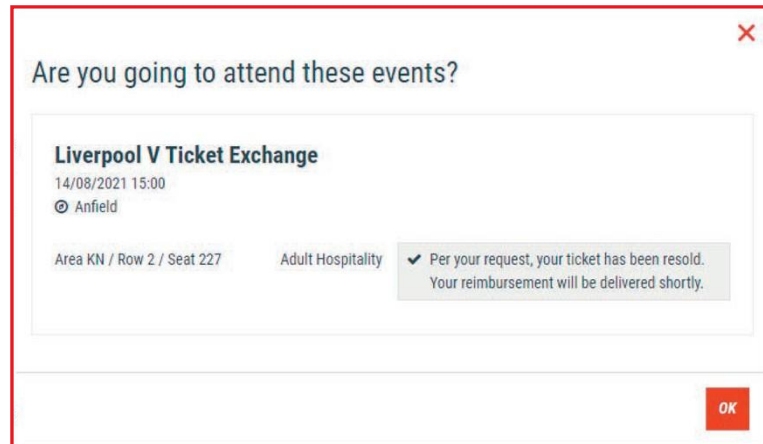 Are you going to attend these events?
Liverpool V Ticket Exchange
14/08/2021 15:00
Anfield
Area KN / Row 2 / Seat 227 Adult Hospitality ✔ Per your request, your ticket has been resold.
Your reimbursement will be delivered shortly.
OK